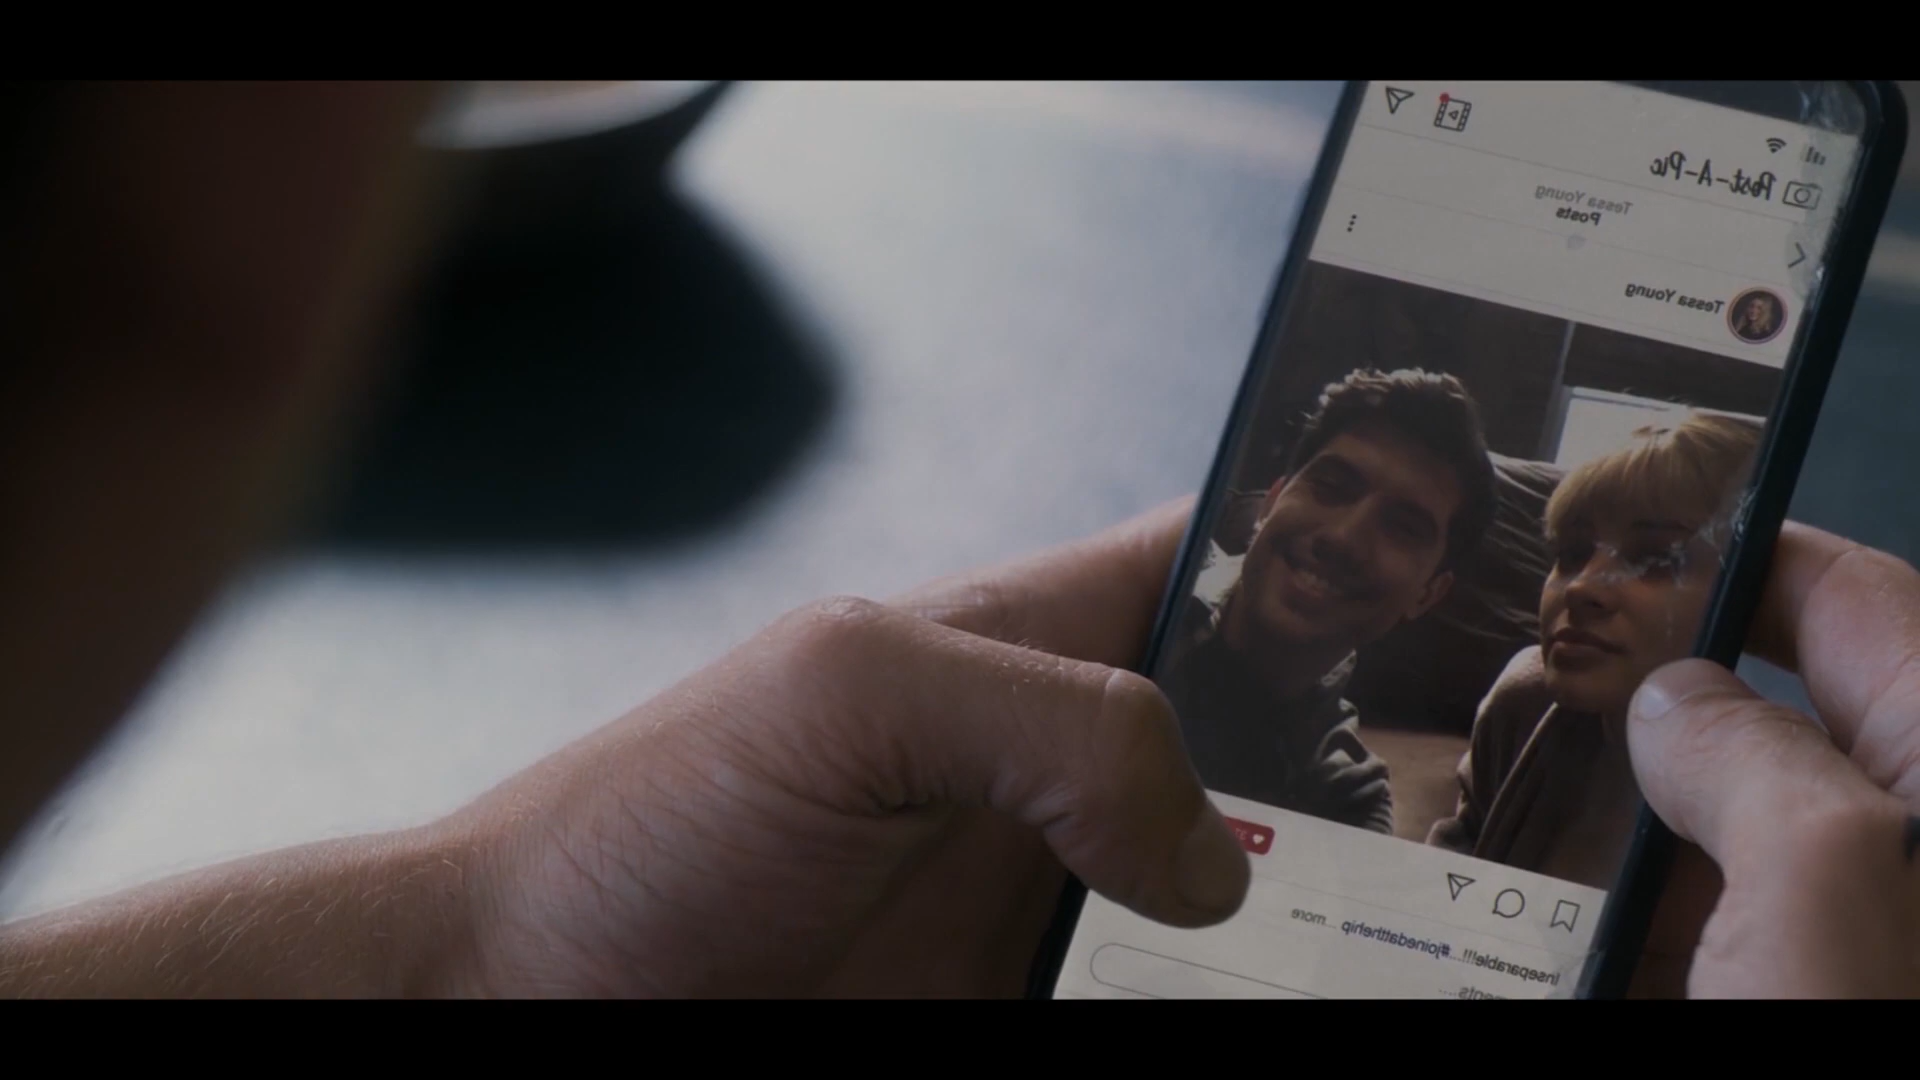 Post-A-Pic
Tessa Young
Posts
Tessa Young
Inseparable!!!....#joinedatthehip ...more